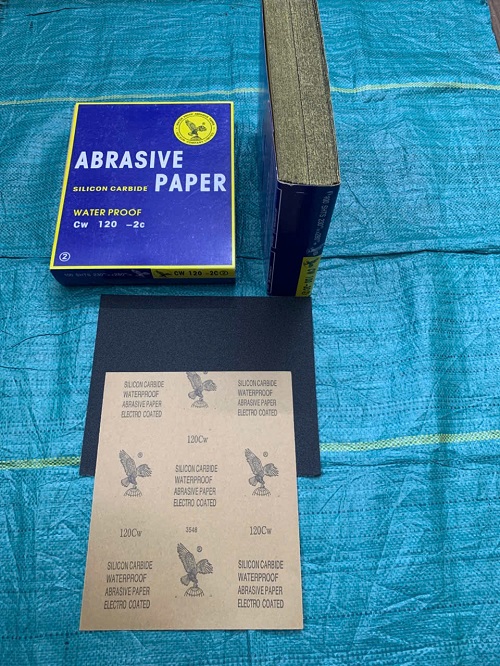 ABRASIVE
SILICON CARBIDE PAPER
WATER PROOF
Cw 120 -2c
②
CW 120 -2C(2)
SILICON CARBIDE
WATERPROOF
ABRASIVE PAPER
ELECTRO COATED
®
SILICON CARBIDE
WATERPROOF
ABRASIVE PAPER
ELECTRO COATED
120Cw
®
SILICON CARBIDE
WATERPROOF
ABRASIVE PAPER
ELECTRO COATED
®
120Cw
3548
120Cw
SILICON CARBIDE
WATERPROOF
ABRASIVE PAPER
ELECTRO COATED
®
SILICON CARBIDE
WATERPROOF
ABRASIVE PAPER
ELECTRO COATED